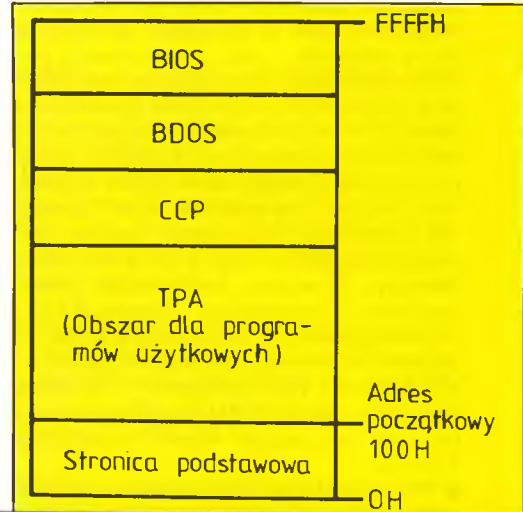 FFFFH
BIOS
BDOS
CCP
TPA
(Obszar dla progra-
mów użytkowych)
Adres
początkowy
100H
Stronica podstawowa
0H